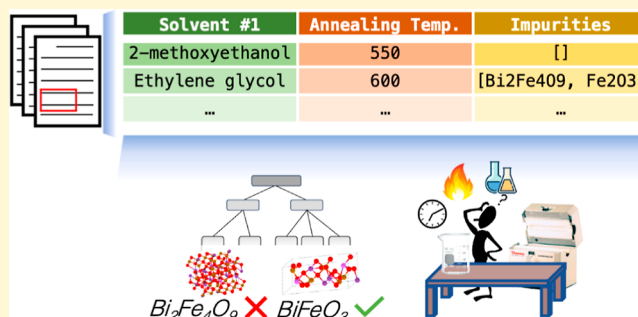 Solvent #1 Annealing Temp. Impurities
2-methoxyethanol 550 []
Ethylene glycol 600 [Bi2Fe4O9, Fe2O3
… … …
?
Bi₂Fe₄O₉ BiFeO₃